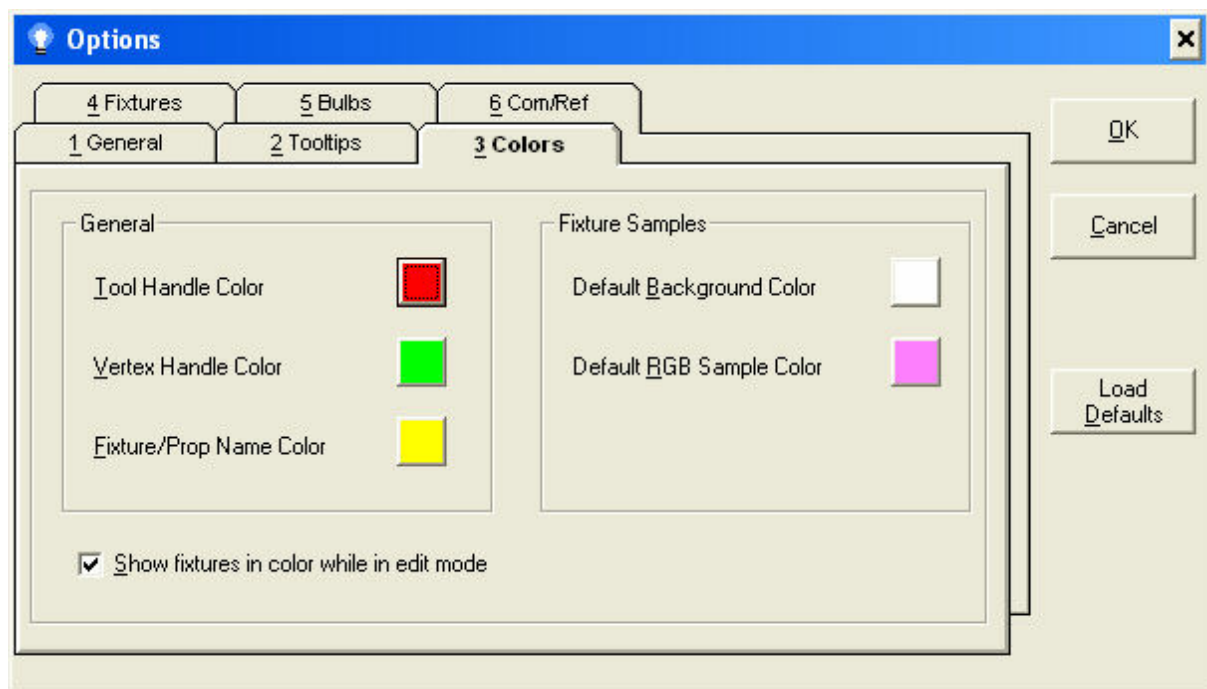 Options
4 Fixtures
5 Bulbs
6 Com/Ref
1 General
2 Tooltips
3 Colors
General
Tool Handle Color
Vertex Handle Color
Fixture/Prop Name Color
Fixture Samples
Default Background Color
Default RGB Sample Color
Show fixtures in color while in edit mode
OK
Cancel
Load
Defaults